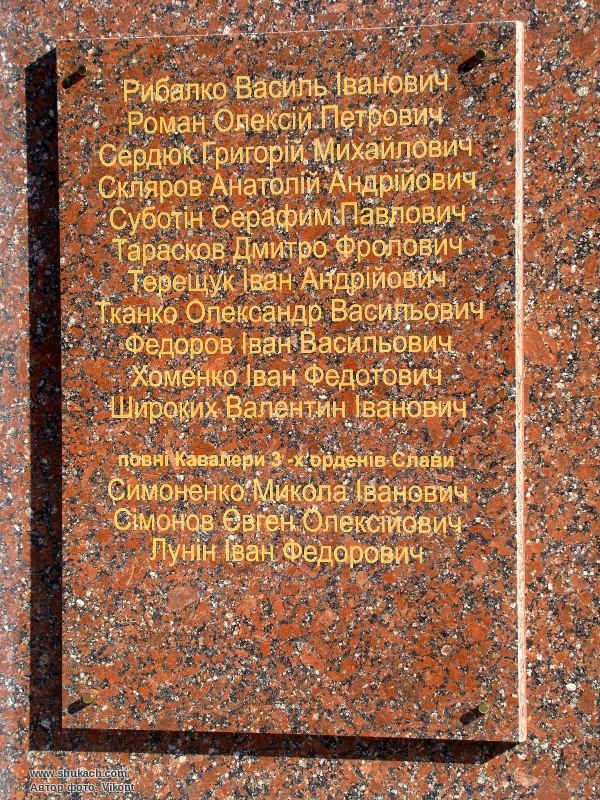 Рибалко Василь Іванович
Роман Олексій Петрович
Сердюк Григорій Михайлович
Скляров Анатолій Андрійович
Суботін Серафим Павлович
Тарасков Дмитро Фролович
Терещук Іван Андрійович
Тканко Олександр Васильович
Федоров Іван Васильович
Хоменко Іван Федотович
Широких Валентин Іванович
повні Кавалери 3 -х орденів Слави
Симоненко Микола Іванович
Сімонов Євген Олексійович
Лунін Іван Федорович
www.shukach.com
Автор фото: Vikont